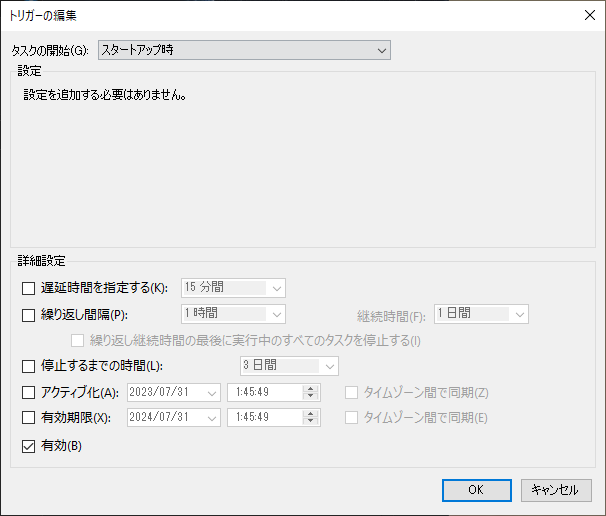 トリガーの編集
タスクの開始(G): スタートアップ時
設定
設定を追加する必要はありません。
詳細設定
遅延時間を指定する(K): 15 分間
繰り返し間隔(P): 1 時間 継続時間(F): 1 日間
繰り返し継続時間の最後に実行中のすべてのタスクを停止する(I)
停止するまでの時間(L): 3 日間
アクティブ化(A): 2023/07/31 1:45:49 タイムゾーン間で同期(Z)
有効期限(X): 2024/07/31 1:45:49 タイムゾーン間で同期(E)
有効(B)
OK キャンセル